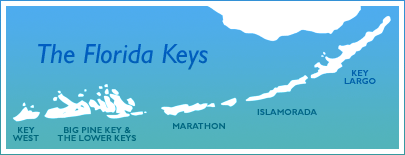 The Florida Keys
KEY
LARGO
ISLAMORADA
MARATHON
BIG PINE KEY &
THE LOWER KEYS
KEY
WEST